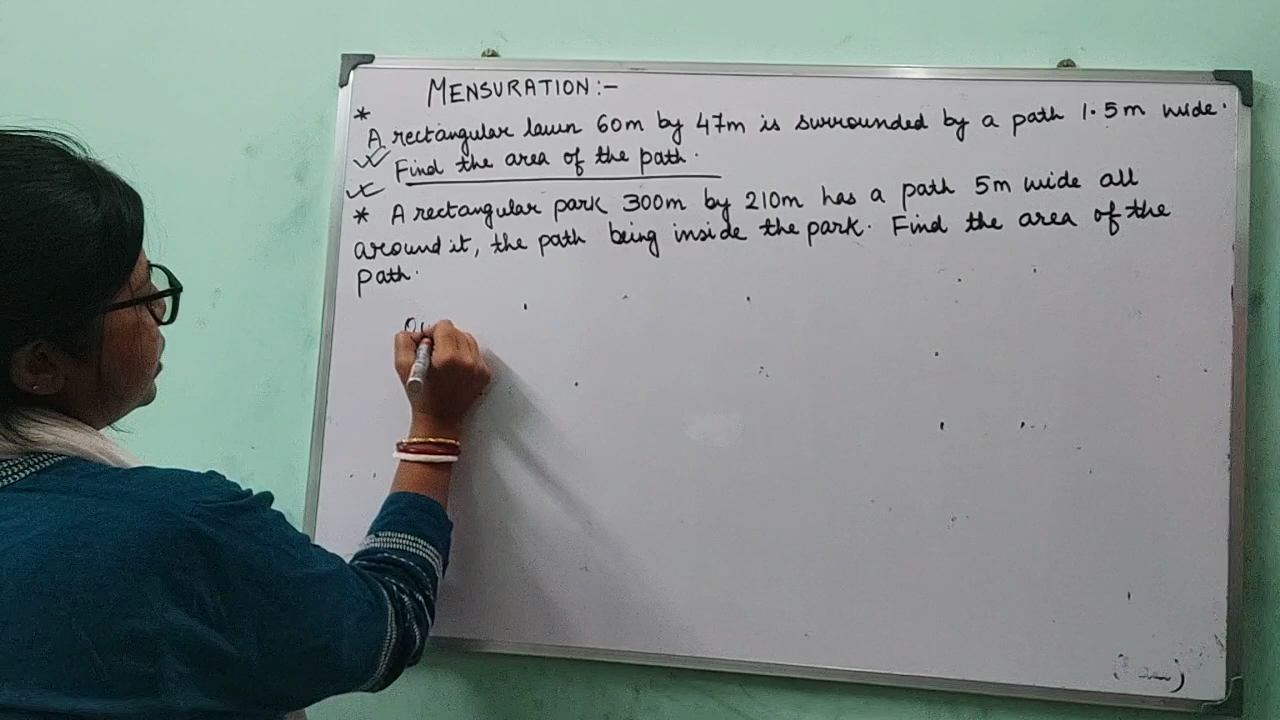 MENSURATION:-
* A rectangular lawn 60m by 47m is surrounded by a path 1.5m wide.
Find the area of the path.
* A rectangular park 300m by 210m has a path 5m wide all
around it, the path being inside the park. Find the area of the
path.